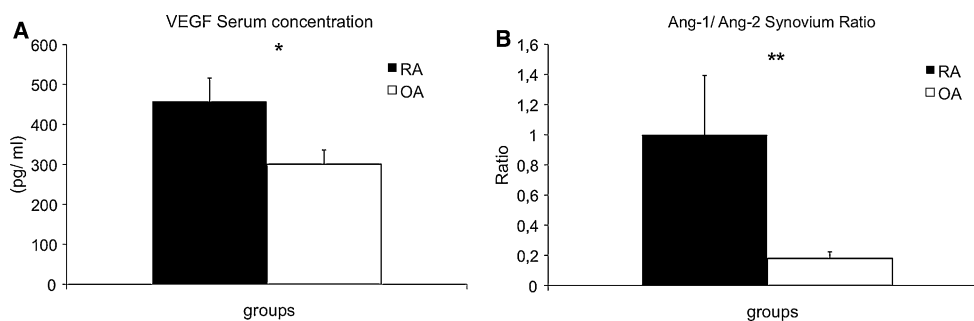 A
VEGF Serum concentration
600
500
400
300
200
100
0
(pg/ ml)
*
RA
OA
groups
B
Ang-1/ Ang-2 Synovium Ratio
1,6
1,4
1,2
1
0,8
0,6
0,4
0,2
0
Ratio
**
RA
OA
groups